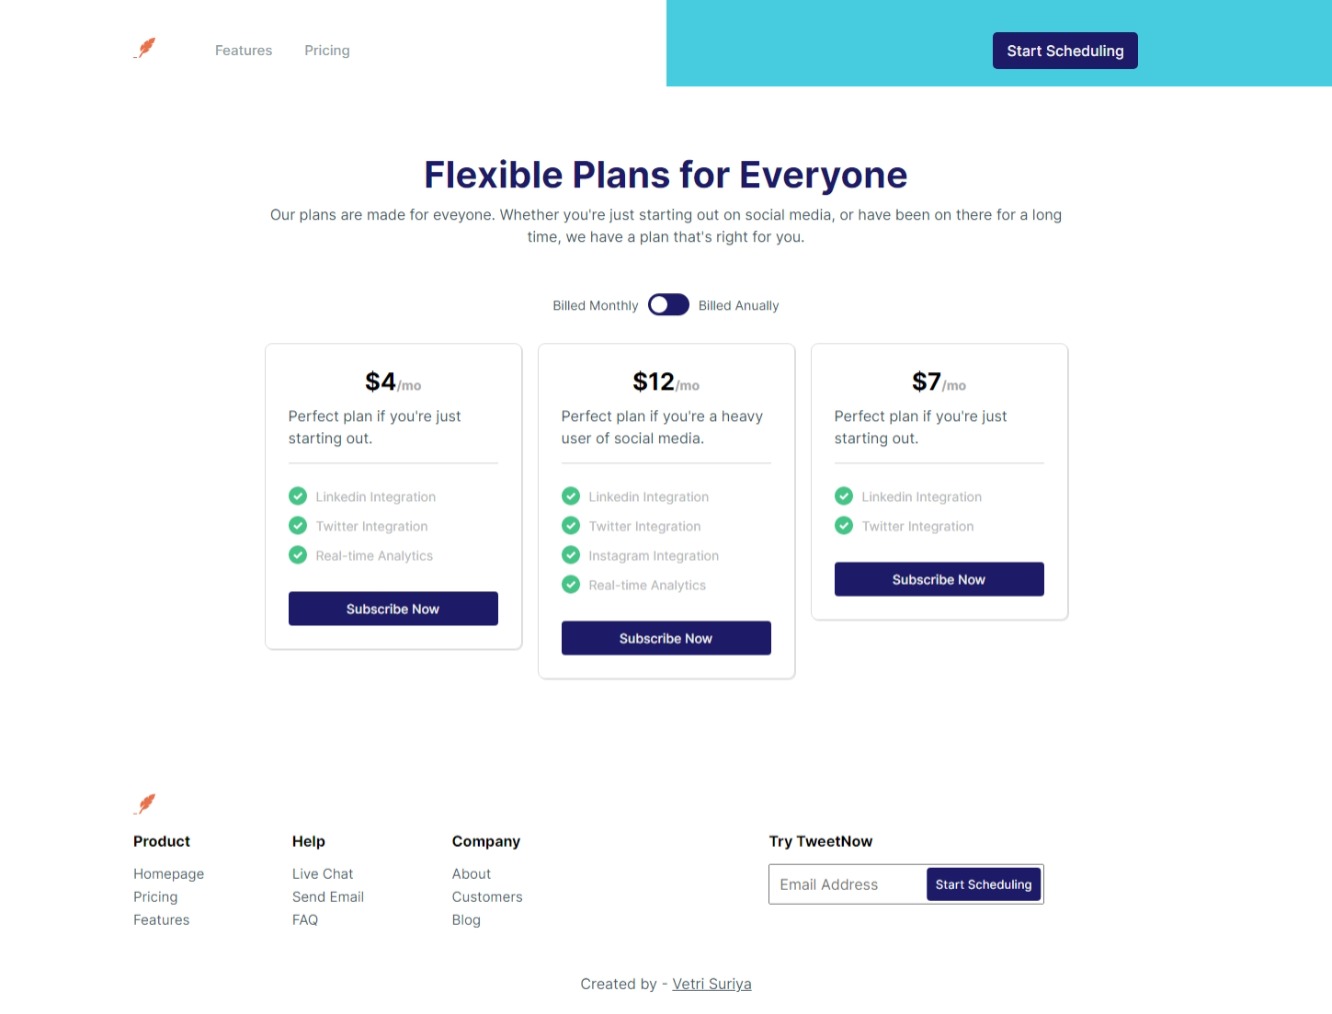 Features Pricing Start Scheduling
Flexible Plans for Everyone
Our plans are made for eveyone. Whether you're just starting out on social media, or have been on there for a long
time, we have a plan that's right for you.
Billed Monthly Billed Anually
$4/mo
Perfect plan if you're just
starting out.
Linkedin Integration
Twitter Integration
Real-time Analytics
Subscribe Now
$12/mo
Perfect plan if you're a heavy
user of social media.
Linkedin Integration
Twitter Integration
Instagram Integration
Real-time Analytics
Subscribe Now
$7/mo
Perfect plan if you're just
starting out.
Linkedin Integration
Twitter Integration
Subscribe Now
Product
Homepage
Pricing
Features
Help
Live Chat
Send Email
FAQ
Company
About
Customers
Blog
Try TweetNow
Email Address Start Scheduling
Created by - Vetri Suriya